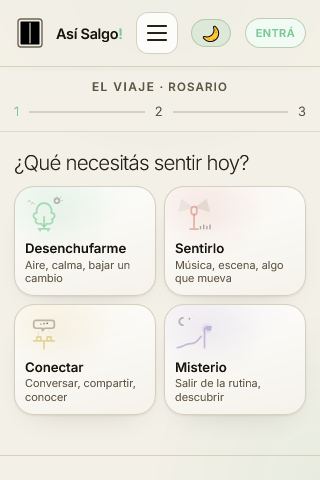 Así Salgo!
ENTRÁ
EL VIAJE · ROSARIO
1 2 3
¿Qué necesitás sentir hoy?
Desenchufarme
Aire, calma, bajar un
cambio
Sentirlo
Música, escena, algo
que mueva
Conectar
Conversar, compartir,
conocer
Misterio
Salir de la rutina,
descubrir